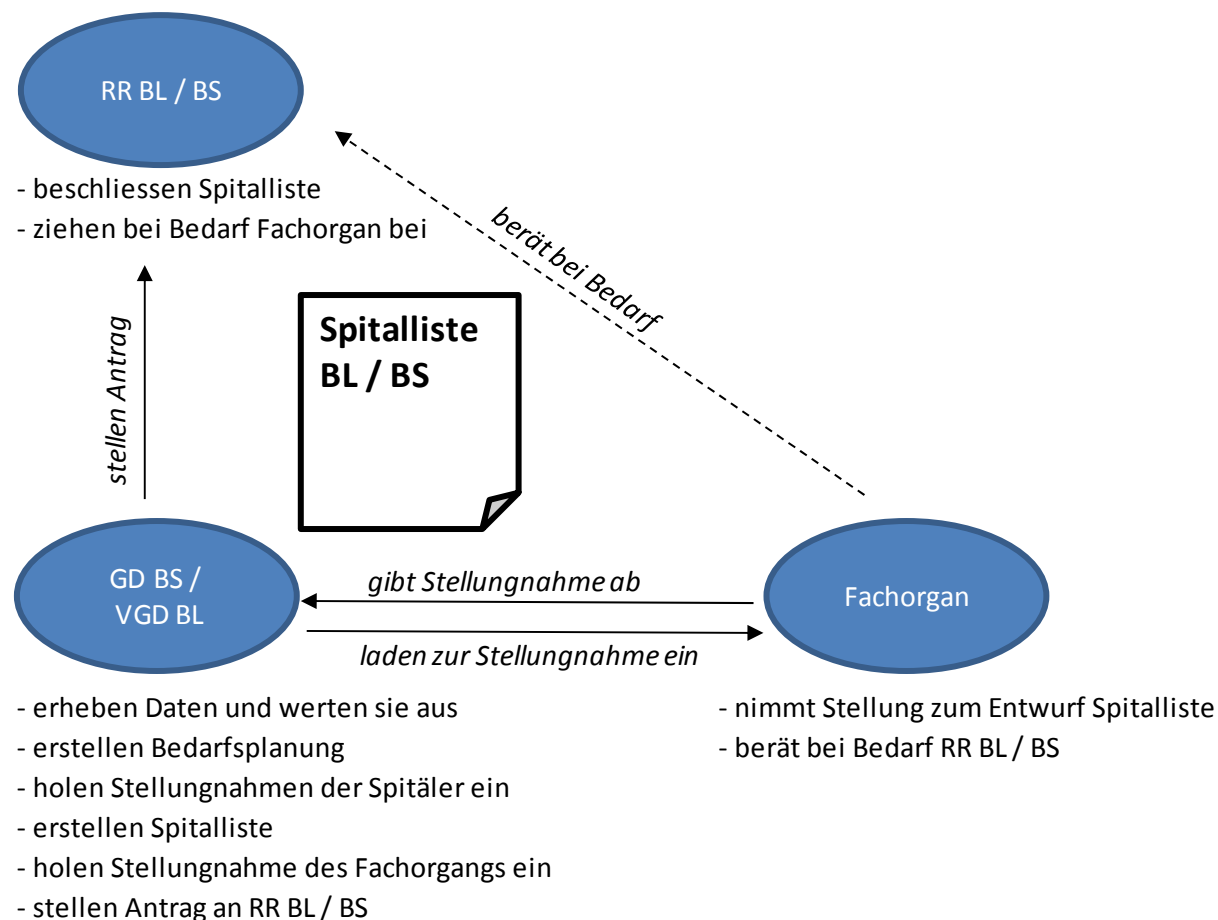 RR BL / BS
- beschliessen Spitalliste
- ziehen bei Bedarf Fachorgan bei
berät bei Bedarf
stellen Antrag
Spitalliste
BL / BS
GD BS /
VGD BL
gibt Stellungnahme ab
laden zur Stellungnahme ein
Fachorgan
- erheben Daten und werten sie aus
- erstellen Bedarfsplanung
- holen Stellungnahmen der Spitäler ein
- erstellen Spitalliste
- holen Stellungnahme des Fachorgangs ein
- stellen Antrag an RR BL / BS
- nimmt Stellung zum Entwurf Spitalliste
- berät bei Bedarf RR BL / BS